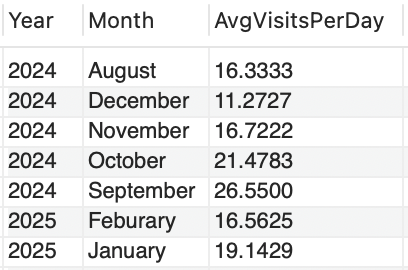 Year Month AvgVisitsPerDay
2024 August 16.3333
2024 December 11.2727
2024 November 16.7222
2024 October 21.4783
2024 September 26.5500
2025 Feburary 16.5625
2025 January 19.1429